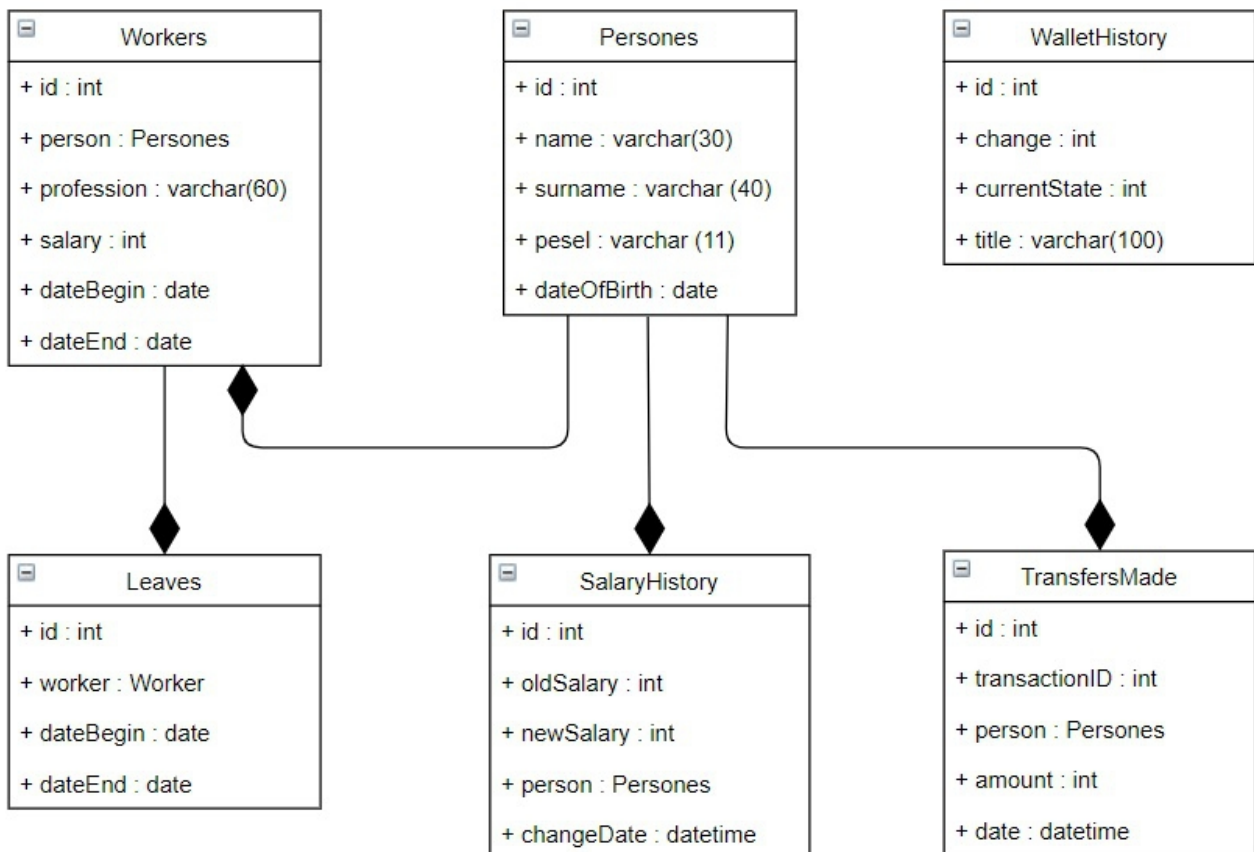 Workers
+ id : int
+ person : Persones
+ profession : varchar(60)
+ salary : int
+ dateBegin : date
+ dateEnd : date
Persones
+ id : int
+ name : varchar(30)
+ surname : varchar (40)
+ pesel : varchar (11)
+ dateOfBirth : date
WalletHistory
+ id : int
+ change : int
+ currentState : int
+ title : varchar(100)
Leaves
+ id : int
+ worker : Worker
+ dateBegin : date
+ dateEnd : date
SalaryHistory
+ id : int
+ oldSalary : int
+ newSalary : int
+ person : Persones
+ changeDate : datetime
TransfersMade
+ id : int
+ transactionID : int
+ person : Persones
+ amount : int
+ date : datetime